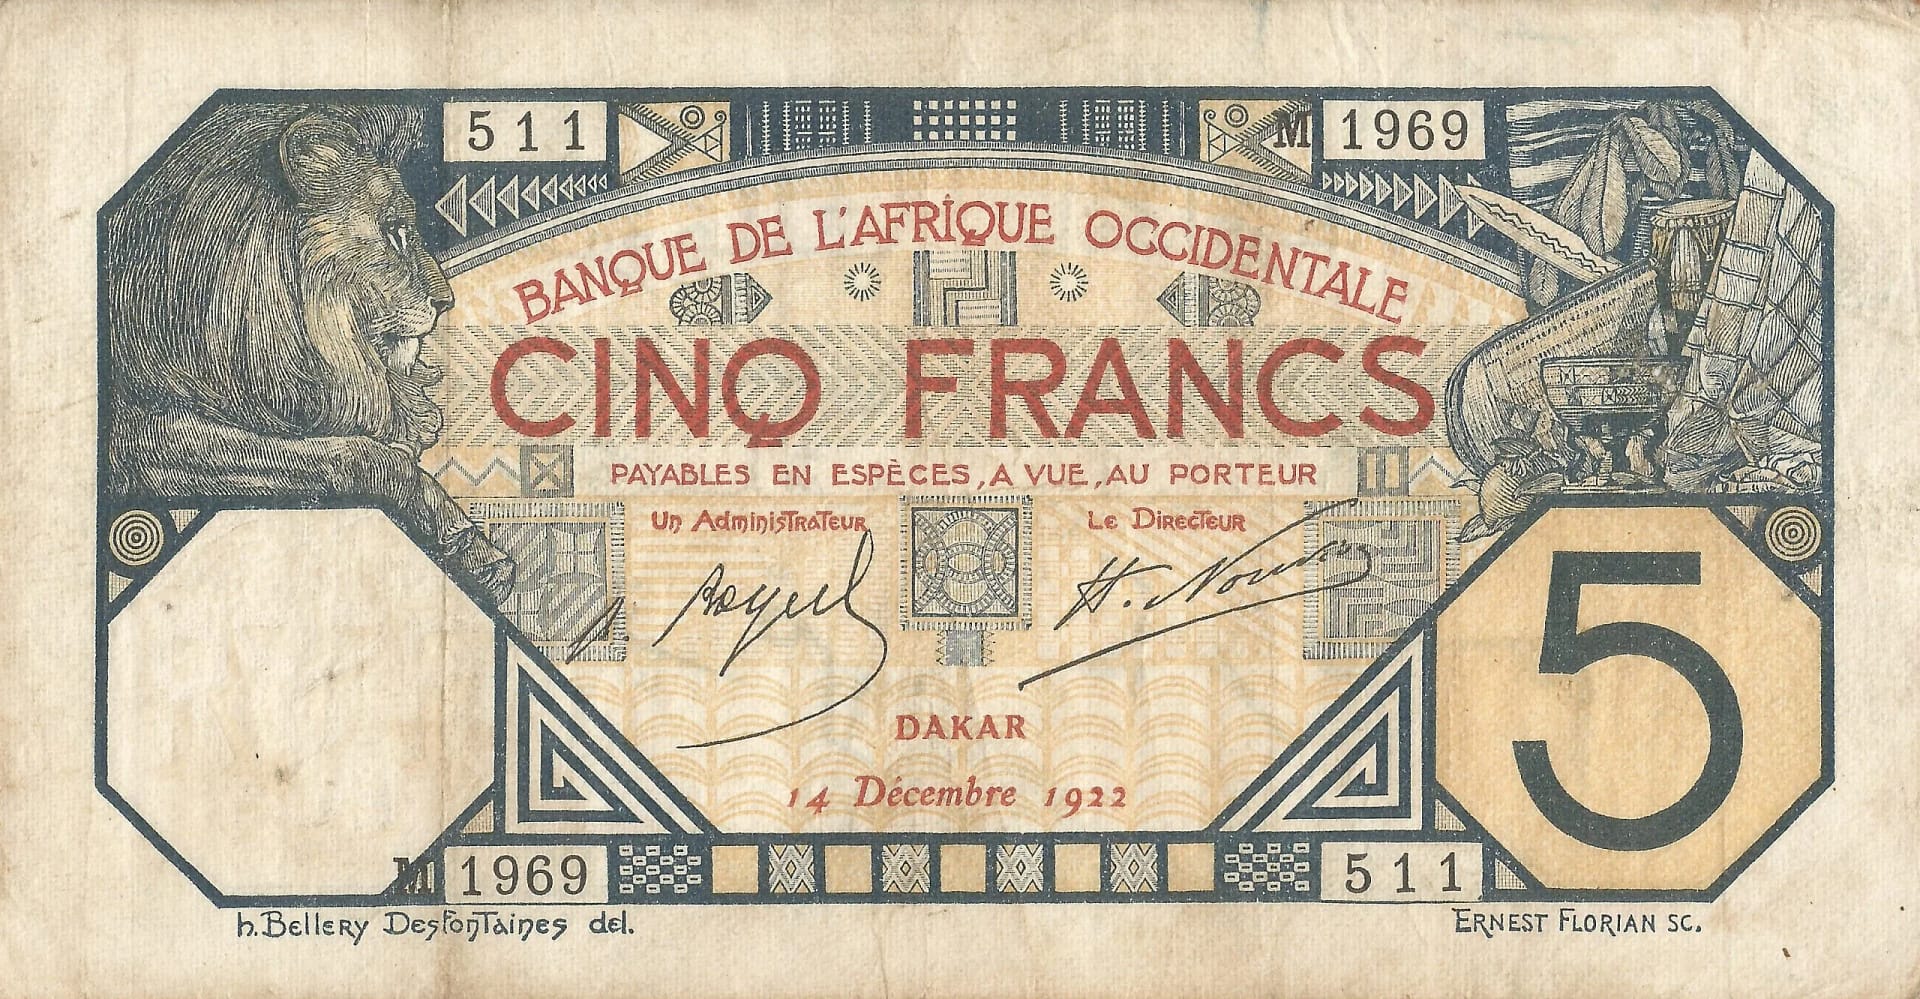 511
M 1969
BANQUE DE L'AFRIQUE OCCIDENTALE
CINQ FRANCS
PAYABLES EN ESPÈCES, A VUE, AU PORTEUR
Un Administrateur
Le Directeur
DAKAR
14 Décembre 1922
5
M 1969
511
h. Bellery Desfontaines del.
ERNEST FLORIAN SC.